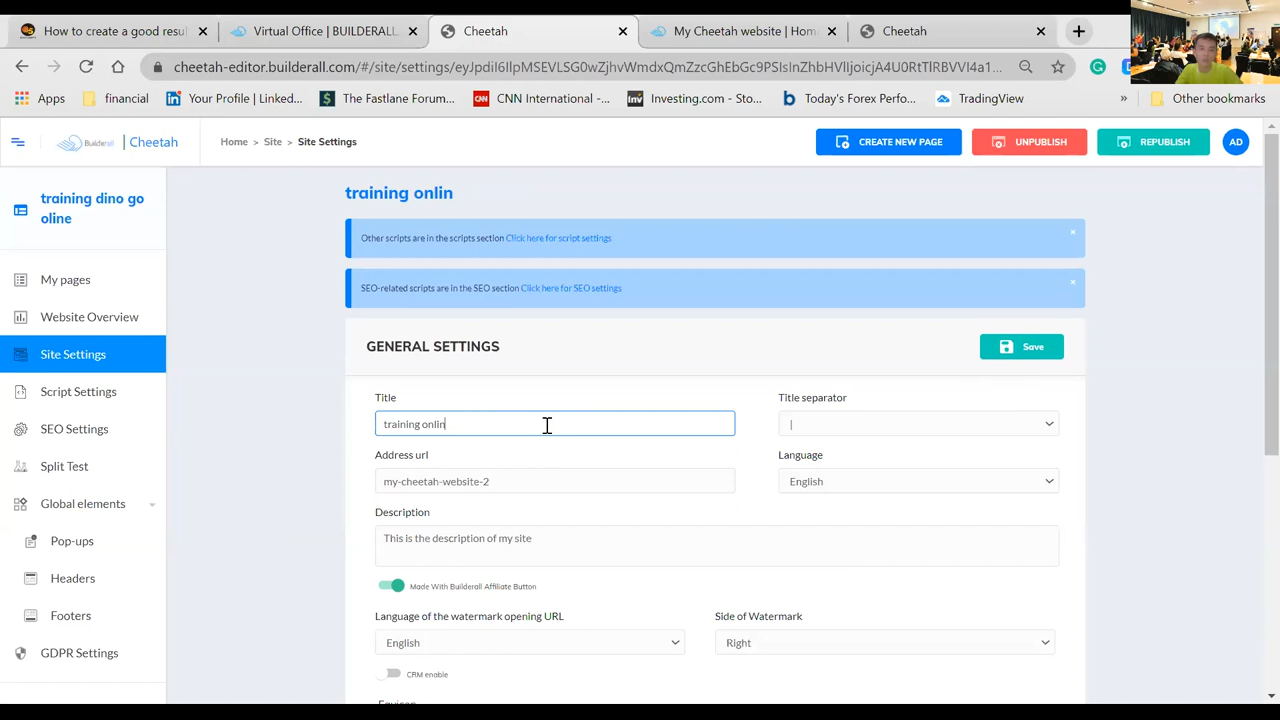 How to create a good resu
Virtual Office | BUILDERALL
Cheetah
My Cheetah website | Hom
Cheetah
Apps
financial
Your Profile | Linked...
The Fastlane Forum...
CNN International -...
Investing.com - Sto...
Today's Forex Perfo...
TradingView
Other bookmarks
Builderall | Cheetah
Home > Site > Site Settings
CREATE NEW PAGE
UNPUBLISH
REPUBLISH
AD
training dino go
oline
My pages
Website Overview
Site Settings
Script Settings
SEO Settings
Split Test
Global elements
Pop-ups
Headers
Footers
GDPR Settings
training onlin
Other scripts are in the scripts section Click here for script settings
SEO-related scripts are in the SEO section Click here for SEO settings
GENERAL SETTINGS
Save
Title
Title separator
training onlin
|
Address url
Language
my-cheetah-website-2
English
Description
This is the description of my site
Made With Builderall Affiliate Button
Language of the watermark opening URL
Side of Watermark
English
Right
CRM enable